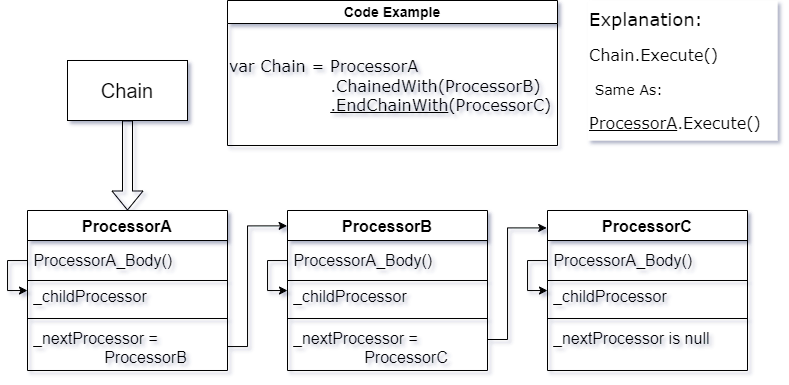 Code Example
var Chain = ProcessorA
.ChainedWith(ProcessorB)
.EndChainWith(ProcessorC)
Explanation:
Chain.Execute()
Same As:
ProcessorA.Execute()
Chain
ProcessorA
ProcessorA_Body()
_childProcessor
_nextProcessor =
ProcessorB
ProcessorB
ProcessorA_Body()
_childProcessor
_nextProcessor =
ProcessorC
ProcessorC
ProcessorA_Body()
_childProcessor
_nextProcessor is null